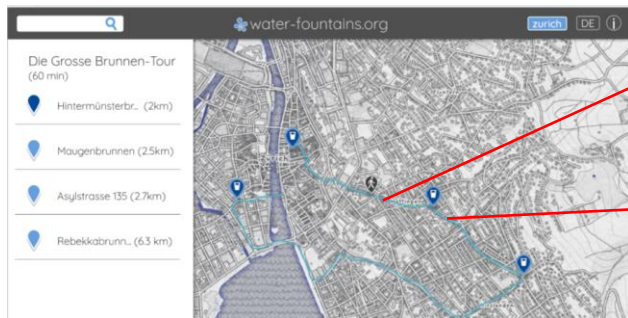 water-fountains.org
zurich
DE
i
Die Grosse Brunnen-Tour
(60 min)
Hintermünsterbr... (2km)
Maugenbrunnen (2.5km)
Asylstrasse 135 (2.7km)
Rebekkabrunn... (6.3 km)